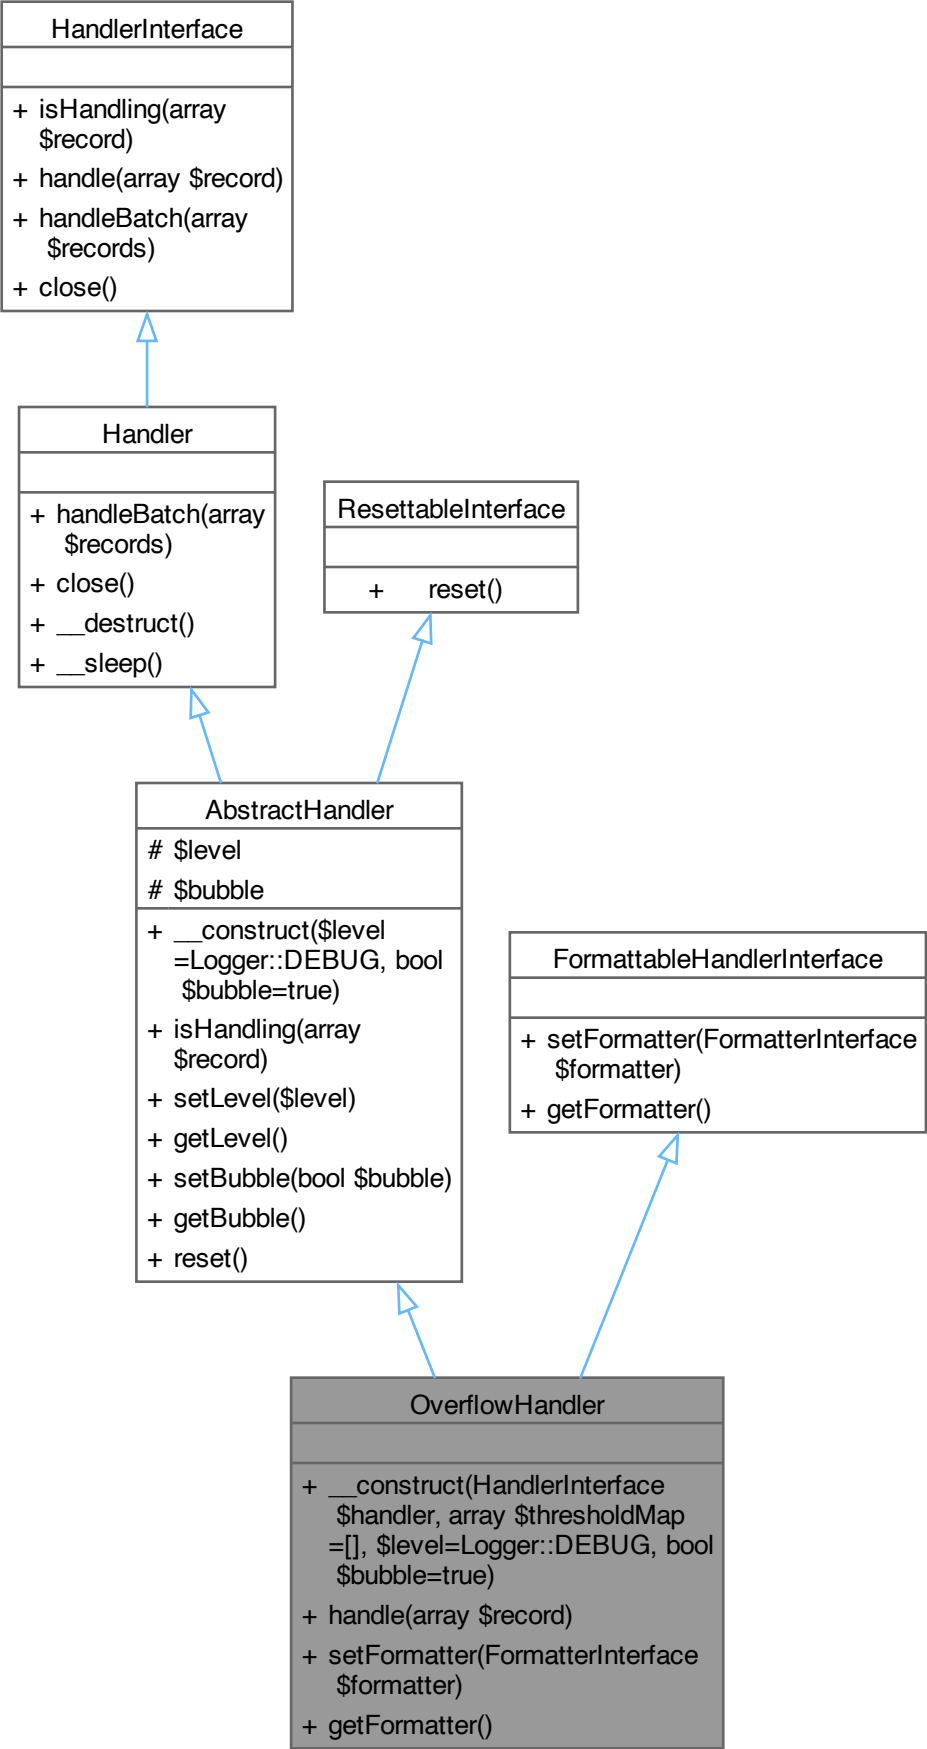 HandlerInterface
+ isHandling(array
$record)
+ handle(array $record)
+ handleBatch(array
$records)
+ close()
Handler
+ handleBatch(array
$records)
+ close()
+ __destruct()
+ __sleep()
ResettableInterface
+ reset()
AbstractHandler
# $level
# $bubble
+ __construct($level
=Logger::DEBUG, bool
$bubble=true)
+ isHandling(array
$record)
+ setLevel($level)
+ getLevel()
+ setBubble(bool $bubble)
+ getBubble()
+ reset()
FormattableHandlerInterface
+ setFormatter(FormatterInterface
$formatter)
+ getFormatter()
OverflowHandler
+ __construct(HandlerInterface
$handler, array $thresholdMap
=[], $level=Logger::DEBUG, bool
$bubble=true)
+ handle(array $record)
+ setFormatter(FormatterInterface
$formatter)
+ getFormatter()